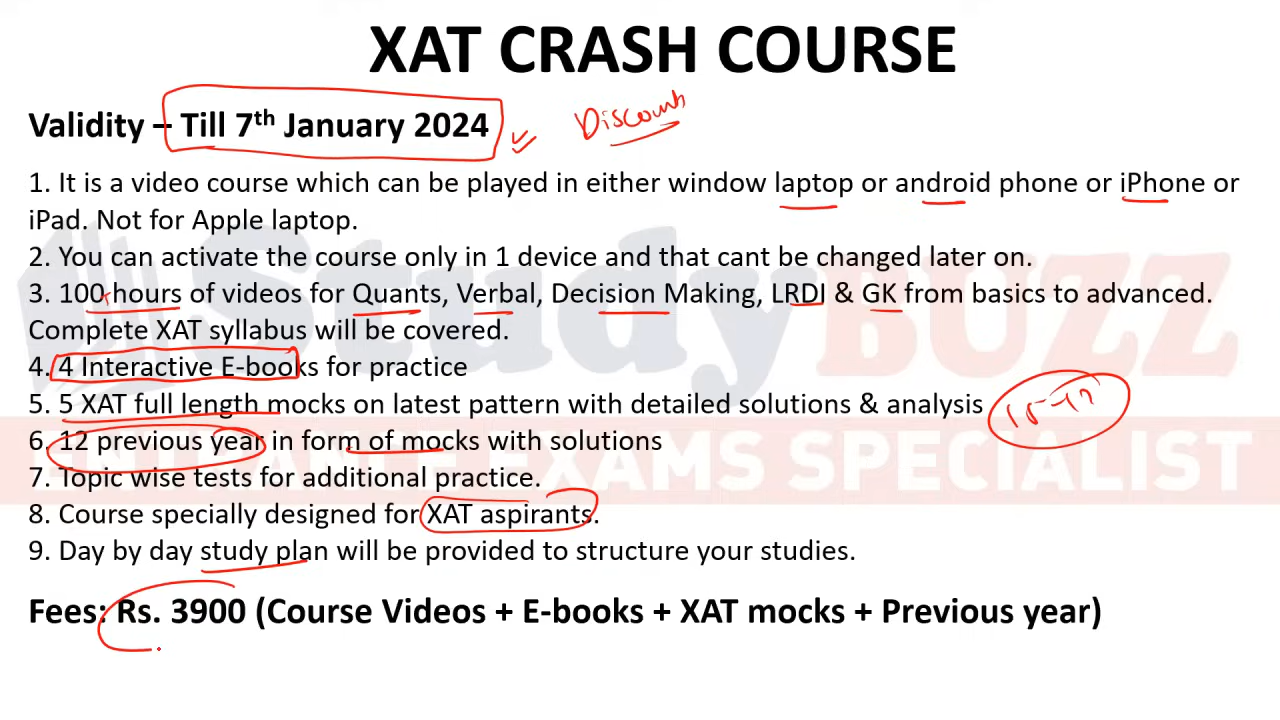 XAT CRASH COURSE
Validity – Till 7th January 2024
Discount
1. It is a video course which can be played in either window laptop or android phone or iPhone or
iPad. Not for Apple laptop.
2. You can activate the course only in 1 device and that cant be changed later on.
3. 100 hours of videos for Quants, Verbal, Decision Making, LRDI & GK from basics to advanced.
Complete XAT syllabus will be covered.
4. 4 Interactive E-books for practice
5. 5 XAT full length mocks on latest pattern with detailed solutions & analysis
6. 12 previous year in form of mocks with solutions
7. Topic wise tests for additional practice.
8. Course specially designed for XAT aspirants.
9. Day by day study plan will be provided to structure your studies.
Fees: Rs. 3900 (Course Videos + E-books + XAT mocks + Previous year)
StudyBUZZ
ENTRANCE EXAMS SPECIALIST